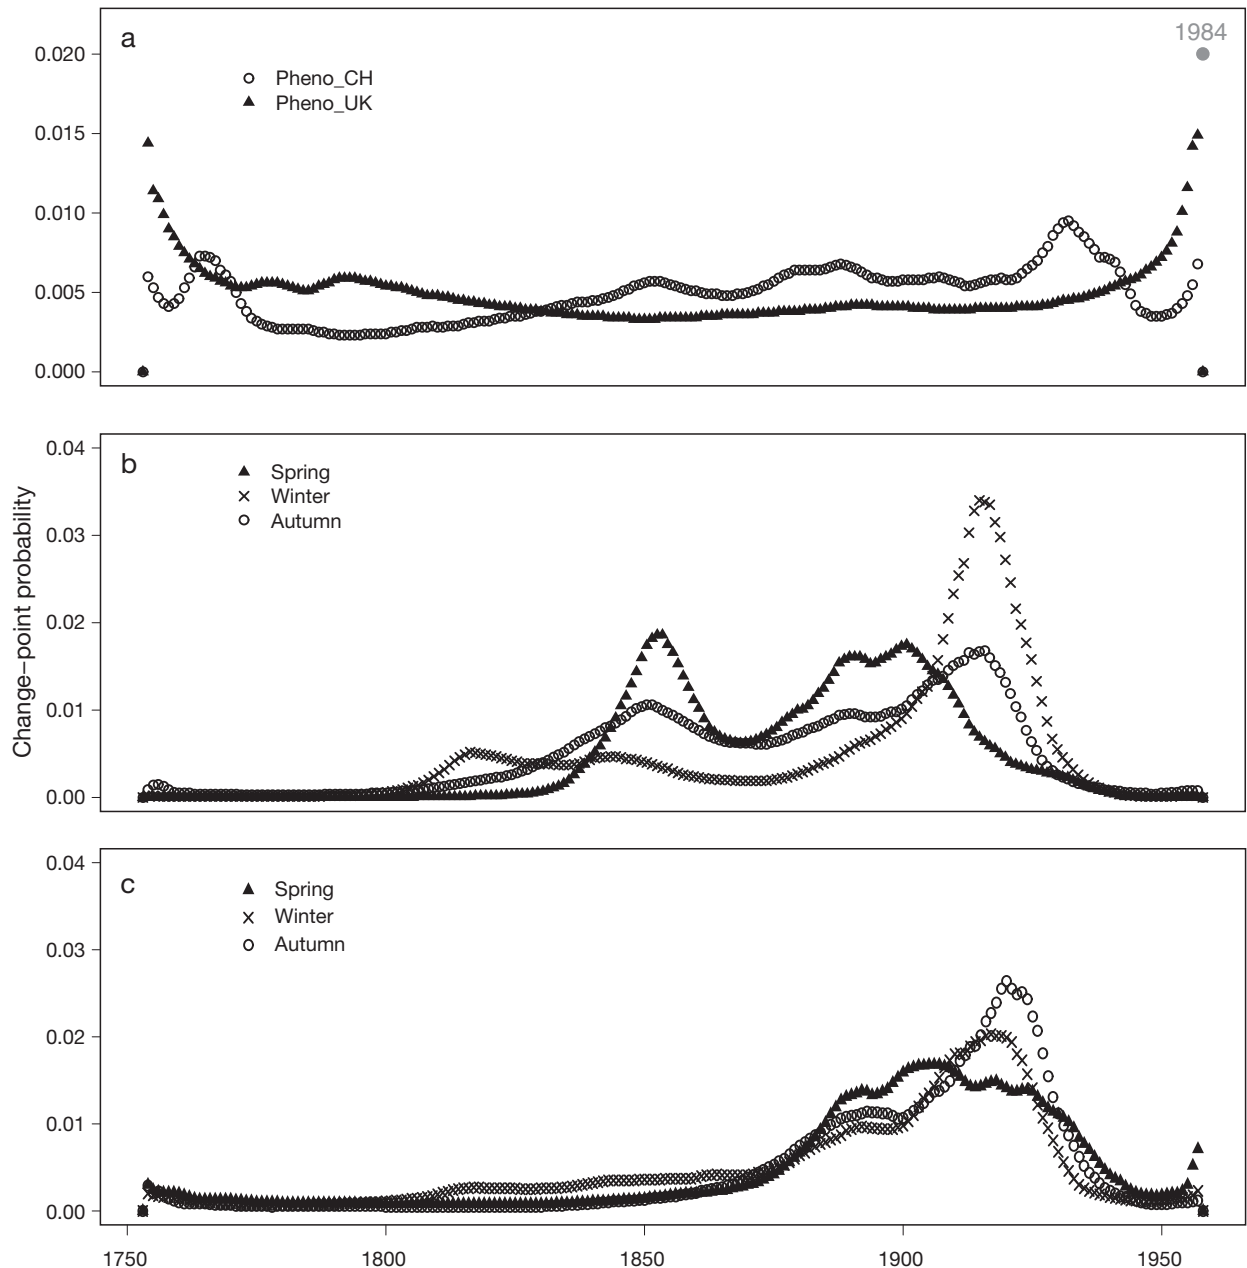 a
1984
0.020
Pheno_CH
Pheno_UK
0.015
0.010
0.005
0.000
b
0.04
Spring
Winter
Autumn
0.03
0.02
0.01
0.00
Change–point probability
c
0.04
Spring
Winter
Autumn
0.03
0.02
0.01
0.00
1750 1800 1850 1900 1950